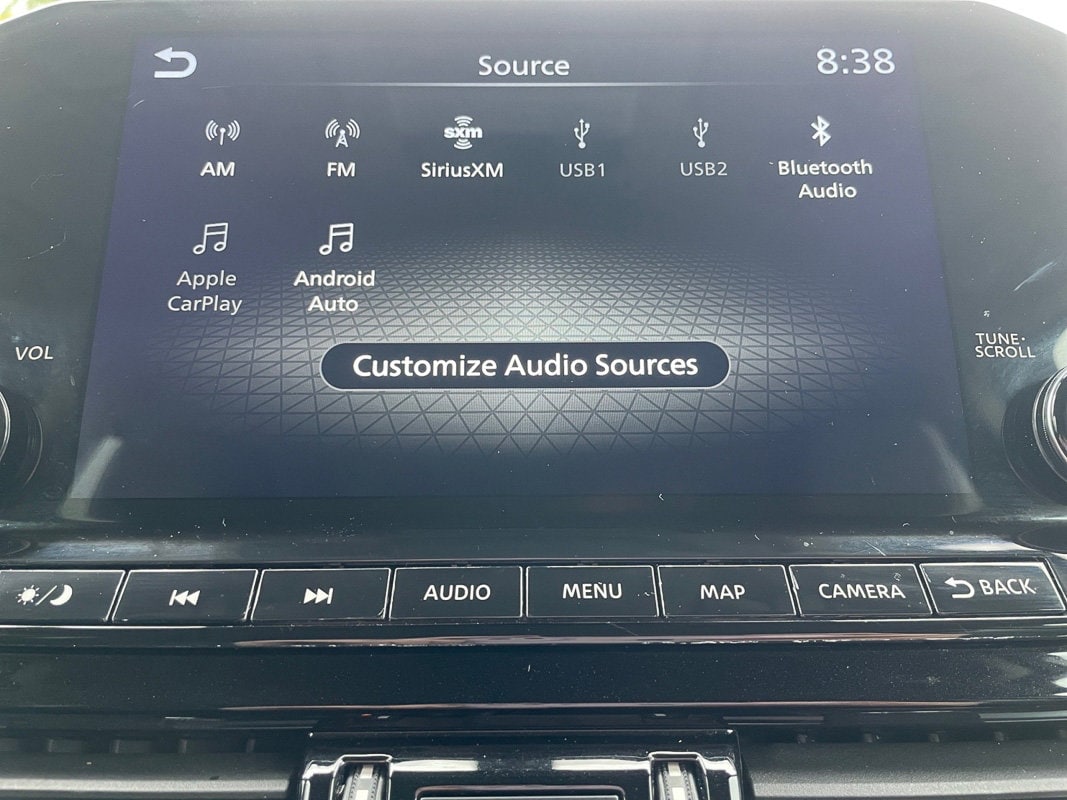 Source
8:38
sxm
AM
FM
SiriusXM
USB1
USB2
Bluetooth
Audio
Apple
CarPlay
Android
Auto
Customize Audio Sources
VOL
TUNE·
SCROLL
AUDIO
MENU
MAP
CAMERA
BACK